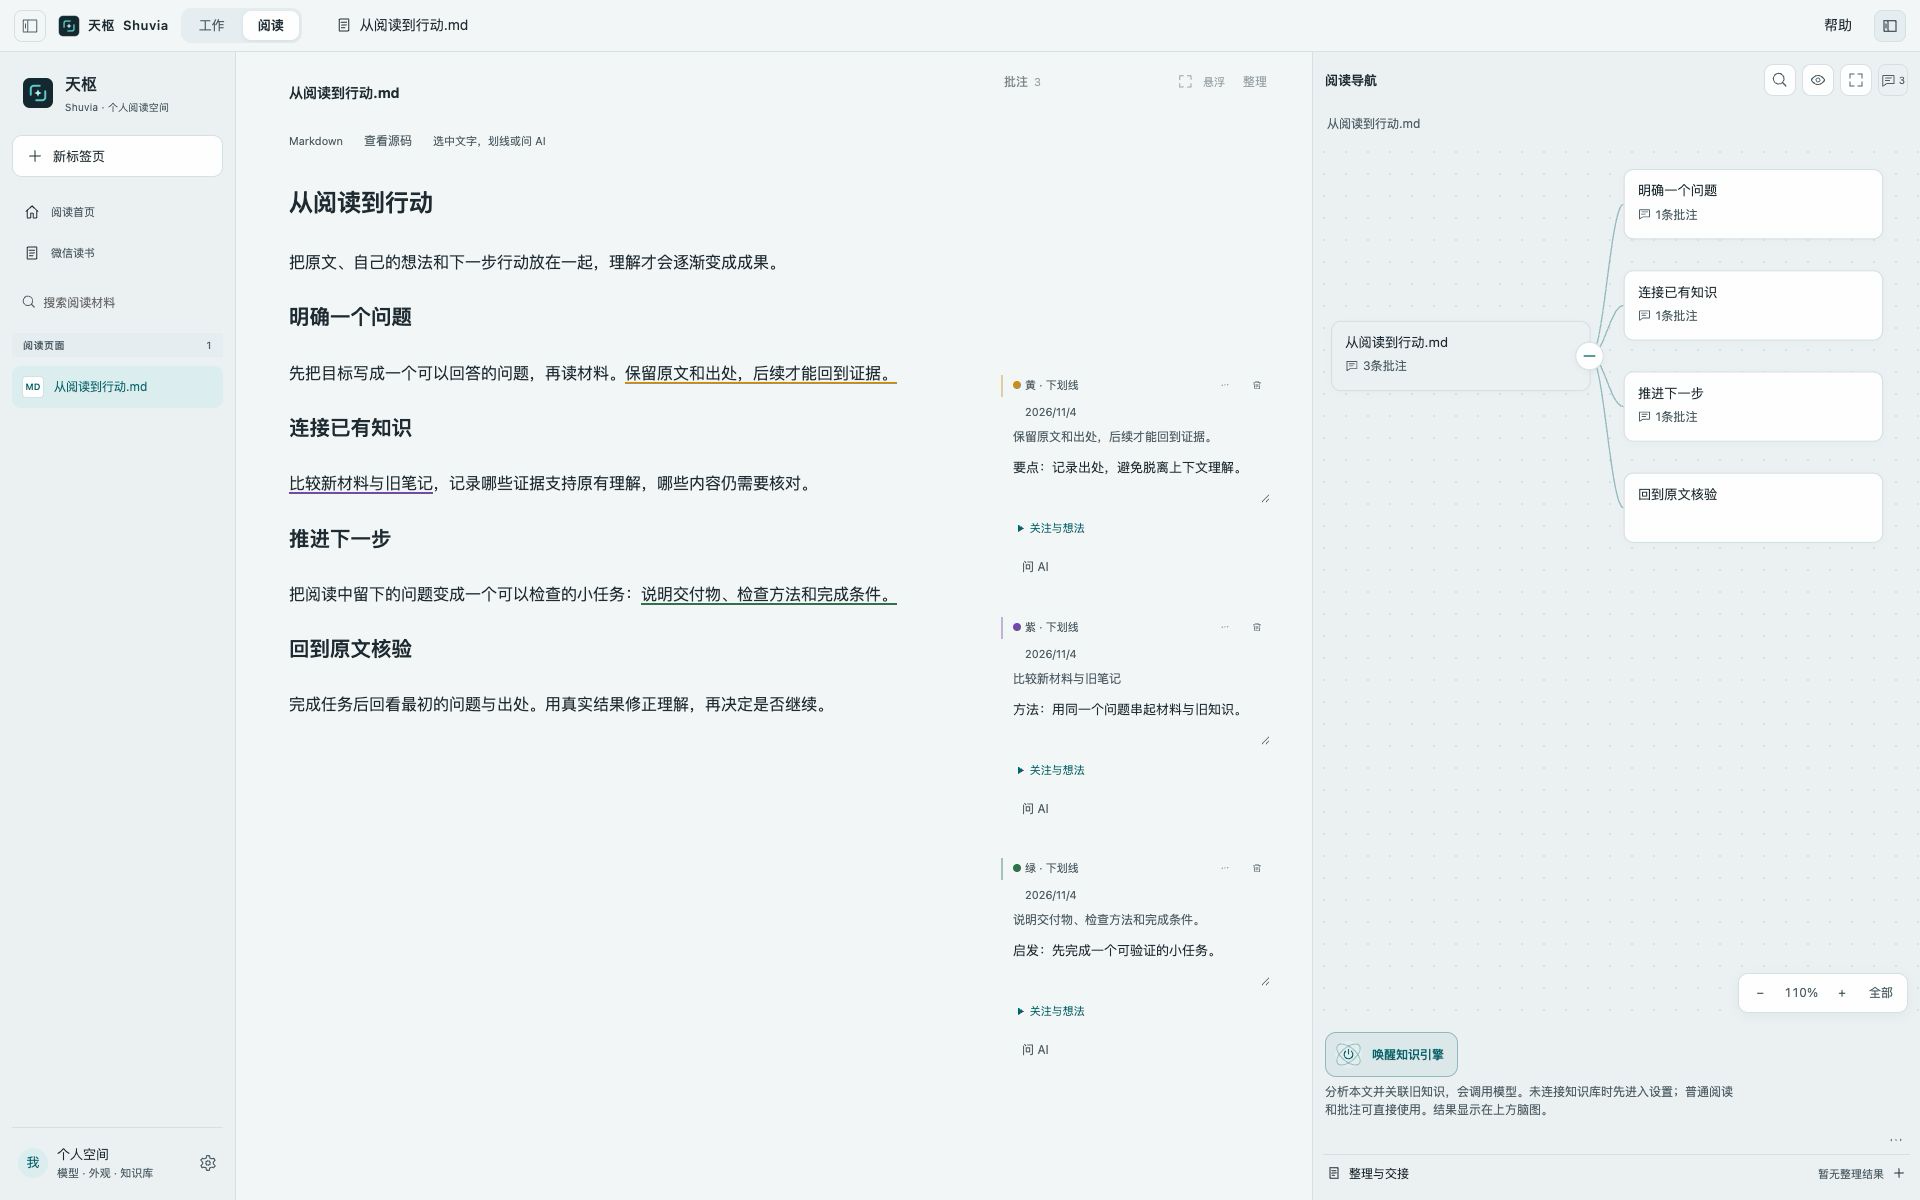 天枢 Shuvia
工作
阅读
从阅读到行动.md
帮助
天枢
Shuvia · 个人阅读空间
新标签页
阅读首页
微信读书
搜索阅读材料
阅读页面 1
MD 从阅读到行动.md
我
个人空间
模型 · 外观 · 知识库
从阅读到行动.md
Markdown 查看源码 选中文字，划线或问 AI
从阅读到行动
把原文、自己的想法和下一步行动放在一起，理解才会逐渐变成成果。
明确一个问题
先把目标写成一个可以回答的问题，再读材料。保留原文和出处，后续才能回到证据。
连接已有知识
比较新材料与旧笔记，记录哪些证据支持原有理解，哪些内容仍需要核对。
推进下一步
把阅读中留下的问题变成一个可以检查的小任务：说明交付物、检查方法和完成条件。
回到原文核验
完成任务后回看最初的问题与出处。用真实结果修正理解，再决定是否继续。
批注 3 悬浮 整理
黄 · 下划线
2026/11/4
保留原文和出处，后续才能回到证据。
要点：记录出处，避免脱离上下文理解。
关注与想法
问 AI
紫 · 下划线
2026/11/4
比较新材料与旧笔记
方法：用同一个问题串起材料与旧知识。
关注与想法
问 AI
绿 · 下划线
2026/11/4
说明交付物、检查方法和完成条件。
启发：先完成一个可验证的小任务。
关注与想法
问 AI
阅读导航 3
从阅读到行动.md
从阅读到行动.md
3条批注
明确一个问题
1条批注
连接已有知识
1条批注
推进下一步
1条批注
回到原文核验
− 110% + 全部
唤醒知识引擎
分析本文并关联旧知识，会调用模型。未连接知识库时先进入设置；普通阅读
和批注可直接使用。结果显示在上方脑图。
整理与交接 暂无整理结果 +